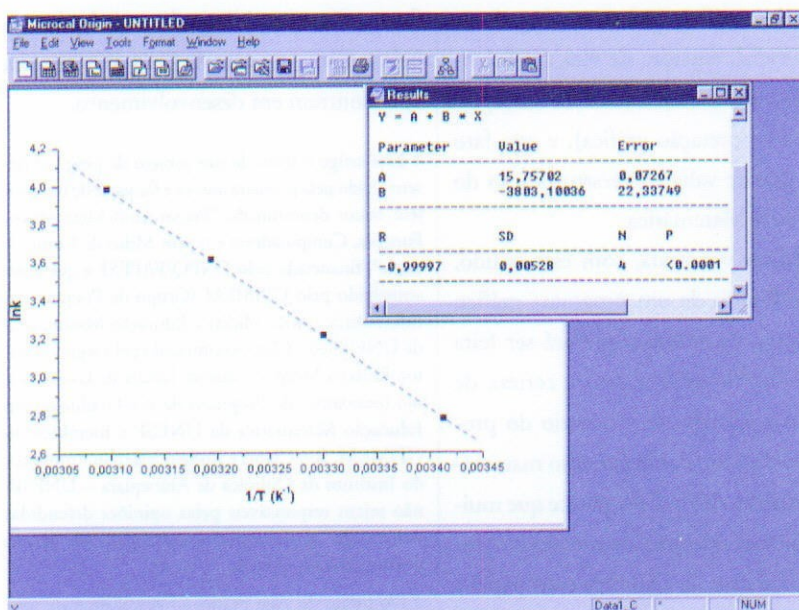 Microcal Origin - UNTITLED
File Edit View Tools Format Window Help
Results
Y = A + B * X
Parameter Value Error
A 15,75702 0,07267
B -3803,10036 22,33749
R SD N P
-0,99997 0,00528 4 <0.0001
4,2
4,0
3,8
3,6
3,4
3,2
3,0
2,8
2,6
lnk
0,00305 0,00310 0,00315 0,00320 0,00325 0,00330 0,00335 0,00340 0,00345
1/T (K⁻¹)
Data1_C * NUM